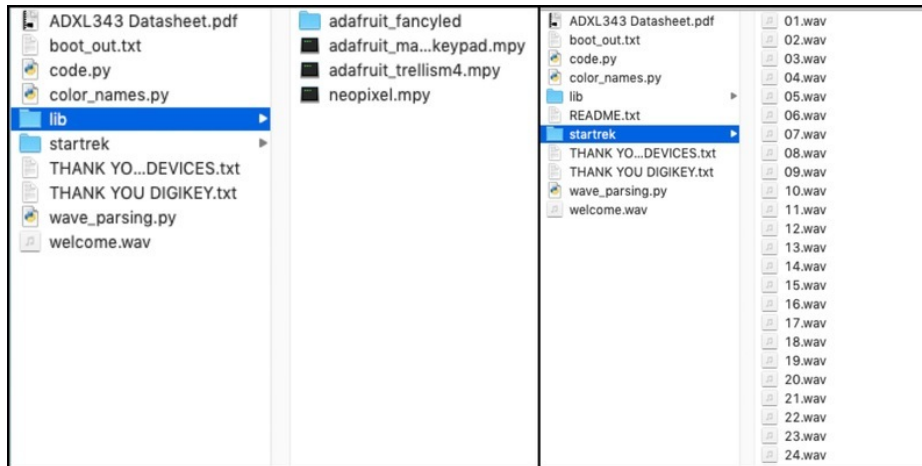 ADXL343 Datasheet.pdf
boot_out.txt
code.py
color_names.py
lib
startrek
THANK YO...DEVICES.txt
THANK YOU DIGIKEY.txt
wave_parsing.py
welcome.wav
adafruit_fancyled
adafruit_ma...keypad.mpy
adafruit_trellism4.mpy
neopixel.mpy
ADXL343 Datasheet.pdf
boot_out.txt
code.py
color_names.py
lib
README.txt
startrek
THANK YO...DEVICES.txt
THANK YOU DIGIKEY.txt
wave_parsing.py
welcome.wav
01.wav
02.wav
03.wav
04.wav
05.wav
06.wav
07.wav
08.wav
09.wav
10.wav
11.wav
12.wav
13.wav
14.wav
15.wav
16.wav
17.wav
18.wav
19.wav
20.wav
21.wav
22.wav
23.wav
24.wav